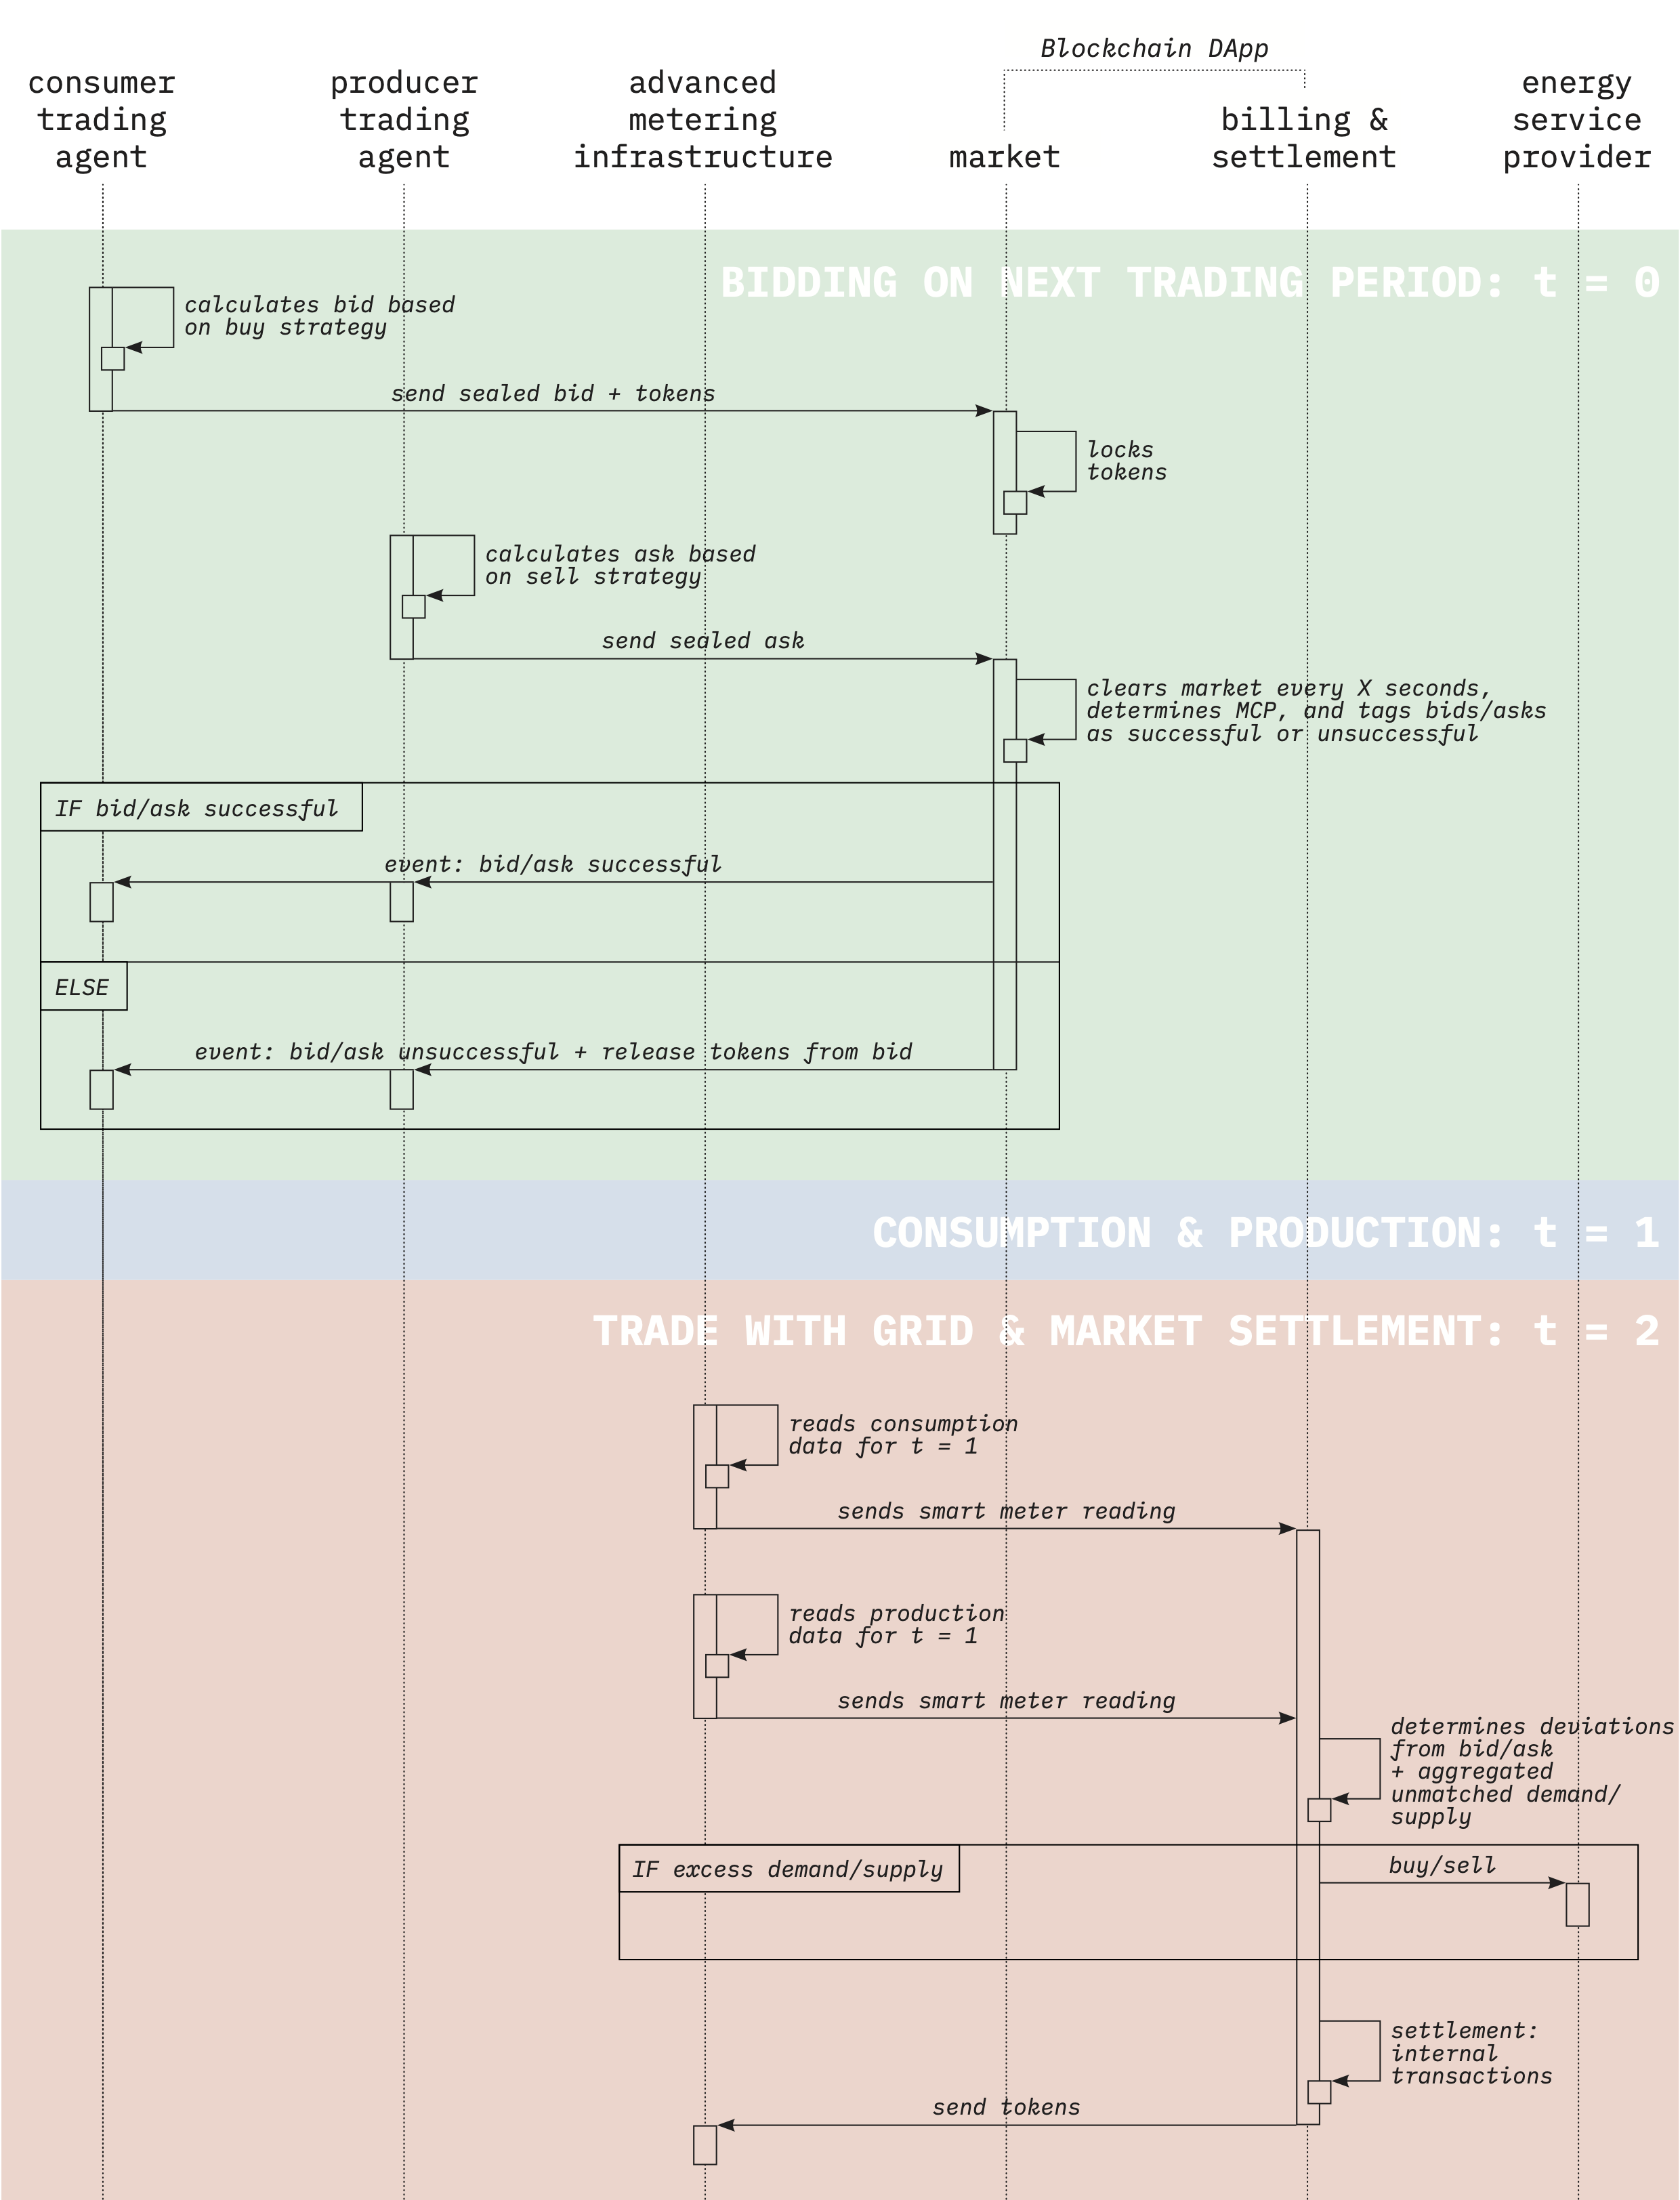 Blockchain DApp
consumer
trading
agent
producer
trading
agent
advanced
metering
infrastructure
market
billing &
settlement
energy
service
provider
BIDDING ON NEXT TRADING PERIOD: t = 0
calculates bid based
on buy strategy
send sealed bid + tokens
locks
tokens
calculates ask based
on sell strategy
send sealed ask
clears market every X seconds,
determines MCP, and tags bids/asks
as successful or unsuccessful
IF bid/ask successful
event: bid/ask successful
ELSE
event: bid/ask unsuccessful + release tokens from bid
CONSUMPTION & PRODUCTION: t = 1
TRADE WITH GRID & MARKET SETTLEMENT: t = 2
reads consumption
data for t = 1
sends smart meter reading
reads production
data for t = 1
sends smart meter reading
determines deviations
from bid/ask
+ aggregated
unmatched demand/
supply
IF excess demand/supply
buy/sell
settlement:
internal
transactions
send tokens